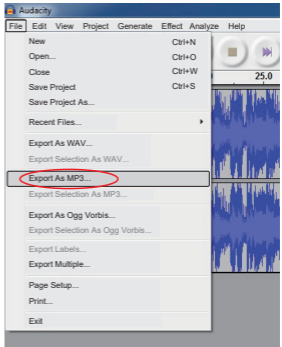 Audacity
File Edit View Project Generate Effect Analyze Help
New Ctrl+N
Open... Ctrl+O
Close Ctrl+W
Save Project Ctrl+S
Save Project As...
25.0
Recent Files...
Export As WAV...
Export Selection As WAV...
Export As MP3...
Export Selection As MP3...
Export As Ogg Vorbis...
Export Selection As Ogg Vorbis...
Export Labels...
Export Multiple...
Page Setup...
Print...
Exit